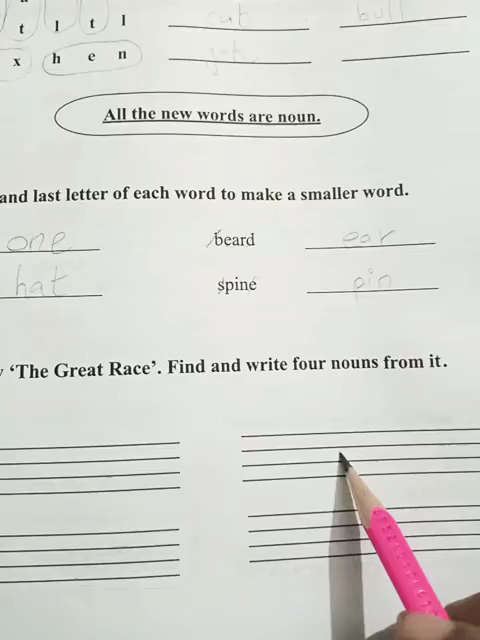 t l t l cut bull
x h e n
All the new words are noun.
and last letter of each word to make a smaller word.
one beard ear
hat spine pin
'The Great Race'. Find and write four nouns from it.